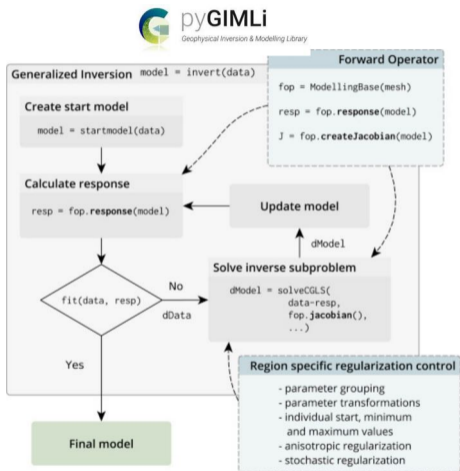 pyGIMLi
Geophysical Inversion & Modelling Library
Generalized Inversion model = invert(data)
Create start model
model = startmodel(data)
Calculate response
resp = fop.response(model)
fit(data, resp)
No
dData
Yes
Final model
Update model
dModel
Solve inverse subproblem
dModel = solveCGLS(
data-resp,
fop.jacobian(),
...)
Forward Operator
fop = ModellingBase(mesh)
resp = fop.response(model)
J = fop.createJacobian(model)
Region specific regularization control
- parameter grouping
- parameter transformations
- individual start, minimum
and maximum values
- anisotropic regularization
- stochastic regularization